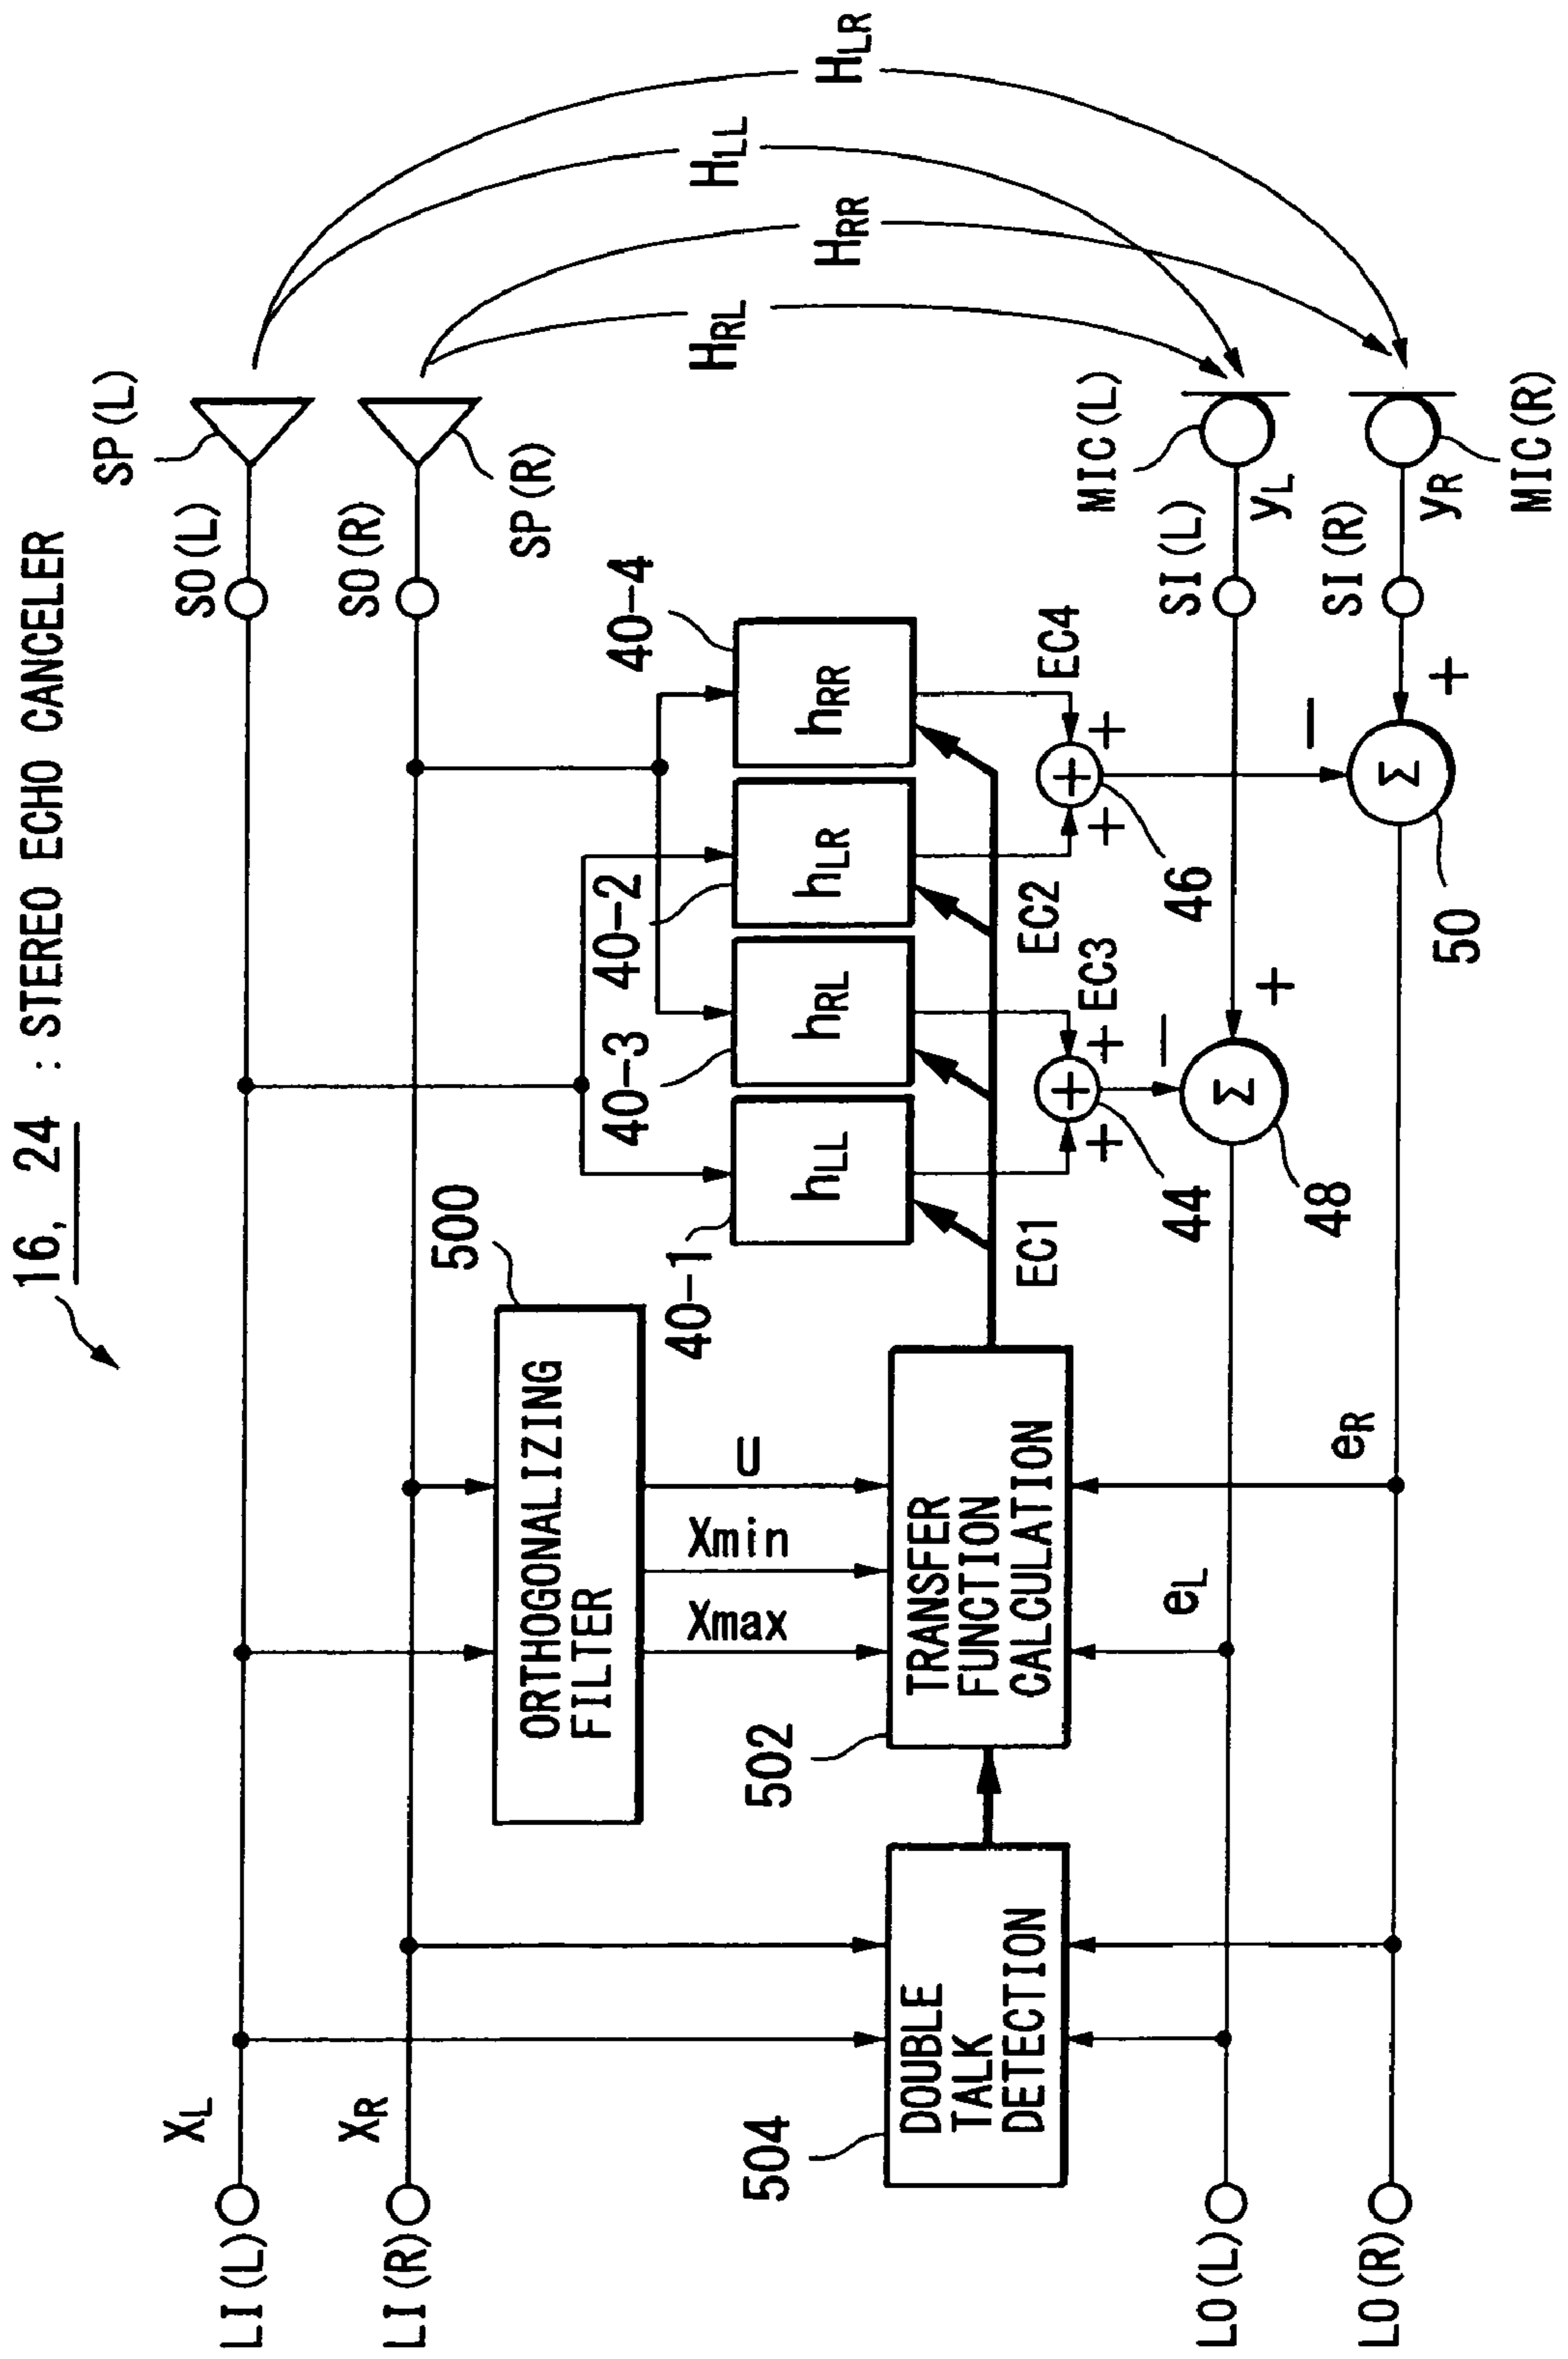 16, 24 : STEREO ECHO CANCELER
LI(L)
XL
SO(L)
SP(L)
LI(R)
XR
SO(R)
SP(R)
HLR
HLL
HRR
HRL
500
ORTHOGONALIZING
FILTER
Xmax
Xmin
U
40-1
hLL
40-3
hRL
40-2
hLR
40-4
hRR
504
DOUBLE
TALK
DETECTION
502
TRANSFER
FUNCTION
CALCULATION
EC1
EC3
EC2
EC4
+
+
+
44
+
+
+
46
LO(L)
eL
Σ
−
+
48
SI(L)
yL
MIC(L)
LO(R)
eR
Σ
−
+
50
SI(R)
yR
MIC(R)